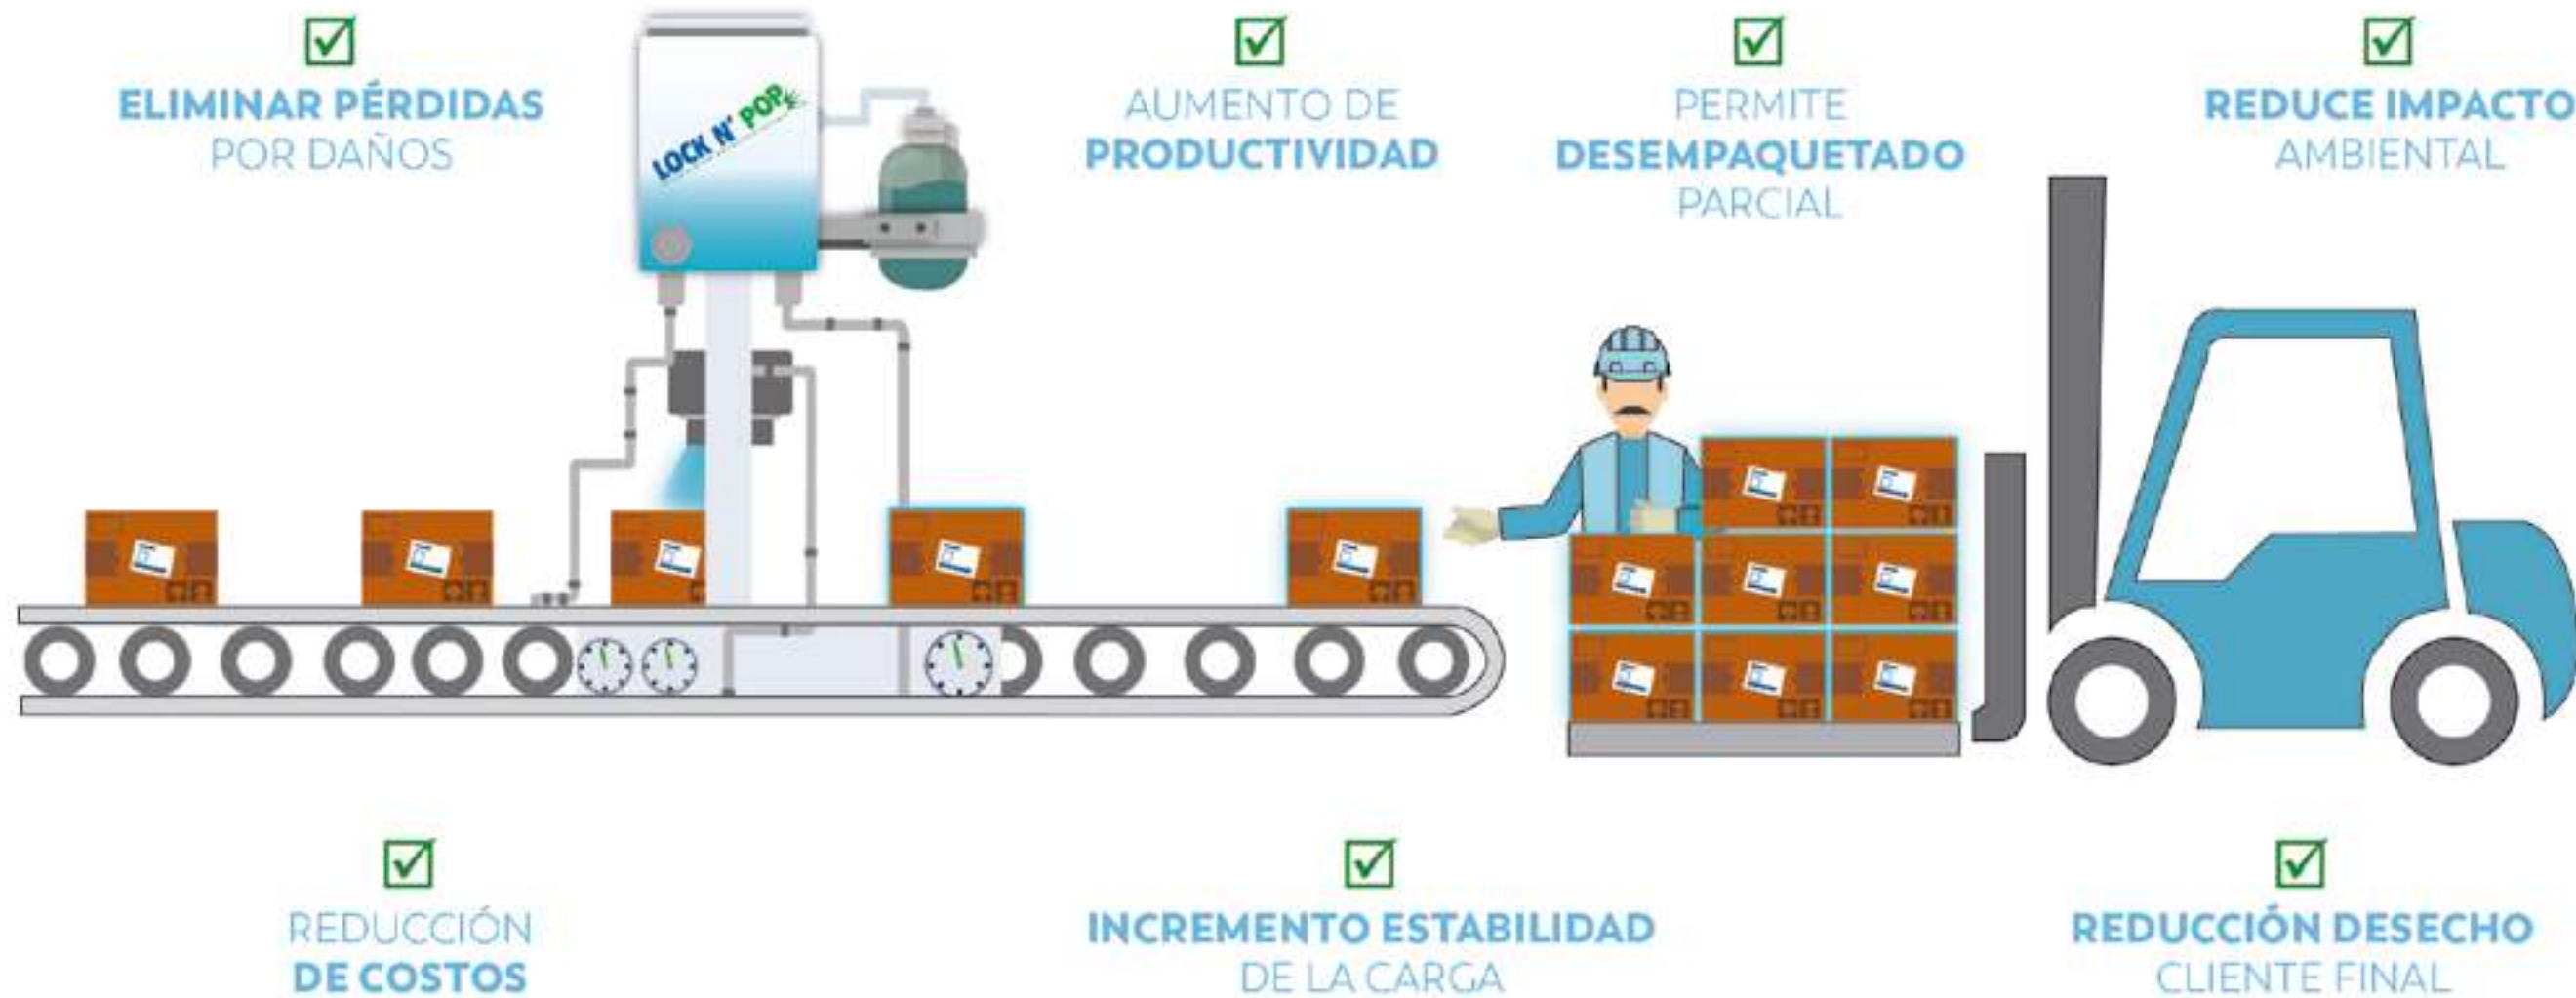 ELIMINAR PÉRDIDAS
POR DAÑOS
LOCK N' POP
AUMENTO DE
PRODUCTIVIDAD
PERMITE
DESEMPAQUETADO
PARCIAL
REDUCE IMPACTO
AMBIENTAL
REDUCCIÓN
DE COSTOS
INCREMENTO ESTABILIDAD
DE LA CARGA
REDUCCIÓN DESECHO
CLIENTE FINAL